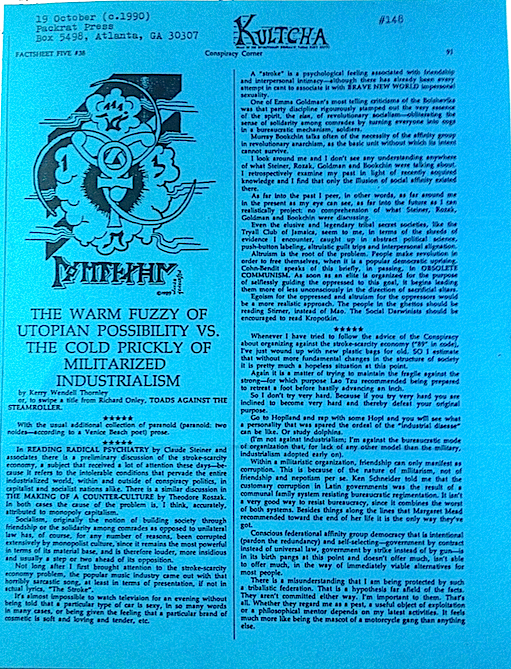 19 October (c.1990)
Packrat Press
Box 5498, Atlanta, GA 30307
KULTCHA
#148
FACTSHEET FIVE #38
Conspiracy Corner
93
THE WARM FUZZY OF
UTOPIAN POSSIBILITY VS.
THE COLD PRICKLY OF
MILITARIZED
INDUSTRIALISM
by Kerry Wendell Thornley
or, to swipe a title from Richard Onley, TOADS AGAINST THE
STEAMROLLER.
*****
With the usual additional collection of paranoid (paranoid; two
noides—according to a Venice Beach poet) prose.
*****
In READING RADICAL PSYCHIATRY by Claude Steiner and
associates there is a preliminary discussion of the stroke-scarcity
economy, a subject that received a lot of attention these days—be-
cause it refers to the intolerable conditions that pervade the entire
industrialized world, within and outside of conspiracy politics, in
capitalist and socialist nations alike. There is a similar discussion in
THE MAKING OF A COUNTER-CULTURE by Theodore Roszak.
In both cases the cause of the problem is, I think, accurately,
attributed to monopoly capitalism.
Socialism, originally the notion of building society through
friendship or the solidarity among comrades as opposed to unilateral
law has, of course, for any number of reasons, been corrupted
extensively by monopolist culture, since it remains the most powerful
in terms of its material base, and is therefore louder, more insidious
and usually a step or two ahead of its opposition.
Not long after I first brought attention to the stroke-scarcity
economy problem, the popular music industry came out with that
horribly sarcastic song, at least in terms of presentation, if not in
actual lyrics, "The Stroke".
It's almost impossible to watch television for an evening without
being told that a particular type of car is sexy, in so many words
in many cases, or being given the feeling that a particular brand of
cosmetic is soft and loving and tender, etc.
A "stroke" is a psychological feeling associated with friendship
and interpersonal intimacy—although there has already been every
attempt in cant to associate it with BRAVE NEW WORLD impersonal
sexuality.
One of Emma Goldman's most telling criticisms of the Bolsheviks
was that party discipline rigourously stamped out the very essence
of the spirit, the elan, of revolutionary socialism—obliterating the
sense of solidarity among comrades by turning everyone into cogs
in a bureaucratic mechanism, soldiers.
Murray Bookchin talks often of the necessity of the affinity group
in revolutionary anarchism, as the basic unit without which its intent
cannot survive.
I look around me and I don't see any understanding anywhere
of what Steiner, Rozak, Goldman and Bookchin were talking about.
I retrospectively examine my past in light of recently acquired
knowledge and I find that only the illusion of social affinity existed
there.
As far into the past I peer, in other words, as far around me
in the present as my eye can see, as far into the future as I can
realistically project: no comprehension of what Steiner, Rozak,
Goldman and Bookchin were discussing.
Even the elusive and legendary tribal secret societies, like the
Tryall Club of Jamaica, seem to me, in terms of the shreds of
evidence I encounter, caught up in abstract political science,
push-button labeling, altruistic guilt trips and interpersonal alignation.
Altruism is the root of the problem. People make revolution in
order to free themselves, when it is a popular democratic uprising.
Cohn-Bendit speaks of this briefly, in passing, in OBSOLETE
COMMUNISM. As soon as an elite is organized for the purpose
of selflessly guiding the oppressed to this goal, it begins leading
them more of less unconsciously in the direction of sacrificial altars.
Egoism for the oppressed and altruism for the oppressors would
be a more realistic approach. The people in the ghettos should be
reading Stirner, instead of Mao. The Social Darwinists should be
encouraged to read Kropotkin.
*****
Whenever I have tried to follow the advice of the Conspiracy
about organizing against the stroke-scarcity economy ("89" in code),
I've just wound up with new plastic bags for old. SO I estimate
that without more fundamental changes in the structure of society
it is pretty much a hopeless situation at this point.
Again it is a matter of trying to maintain the fragile against the
strong—for which purpose Lao Tzu recommended being prepared
to retreat a foot before hastily advancing an inch.
So I don't try very hard. Because if you try very hard you are
inclined to become very hard and thereby defeat your original
purpose.
Go to Hopiland and rap with some Hopi and you will see what
a personality that was spared the ordeal of the "industrial disease"
can be like. Or study dolphins.
(I'm not against industrialism; I'm against the bureaucratic mode
of organization that, for lack of any other model than the military,
industrialism adopted early on).
Within a militaristic organization, friendship can only manifest as
corruption. This is because of the nature of militarism, not of
friendship and nepotism per se. Ken Schneider told me that the
customary corruption in Latin governments was the result of a
communal family system resisting bureaucratic regimentation. It isn't
a very good way to resist bureaucracy, since it combines the worst
of both systems. Besides things along the lines that Margaret Mead
recommended toward the end of her life it is the only way they've
got.
Conscious federational affinity group democracy that is intentional
(pardon the redundancy) and self-selecting—government by contract
instead of universal law, government by strike instead of by gun—is
in its birth pangs at this point and doesn't offer much, isn't able
to offer much, in the way of immediately viable alternatives for
most people.
There is a misunderstanding that I am being protected by such
a tribalistic federation. That is a hypothesis far afield of the facts.
They aren't committed either way. I'm important to them. That's
all. Whether they regard me as a pest, a useful object of exploitation
or a philosophical mentor depends on my latest activities. It feels
much more like being the mascot of a motorcycle gang than anything
else.